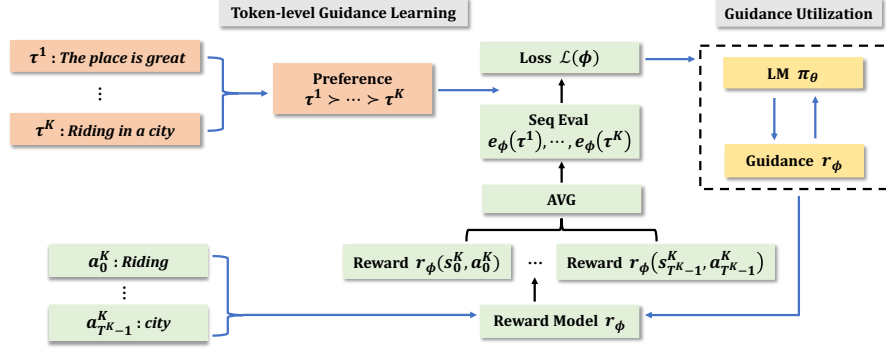 Token-level Guidance Learning
Guidance Utilization
τ¹ : The place is great
⋮
τᴷ : Riding in a city
Preference
τ¹ ≻ ⋯ ≻ τᴷ
Loss ℒ(ϕ)
Seq Eval
e_ϕ(τ¹), ⋯, e_ϕ(τᴷ)
AVG
LM π_θ
Guidance r_ϕ
a₀ᴷ : Riding
⋮
a_{Tᴷ−1}ᴷ : city
Reward r_ϕ(s₀ᴷ, a₀ᴷ)
⋯
Reward r_ϕ(s_{Tᴷ−1}ᴷ, a_{Tᴷ−1}ᴷ)
Reward Model r_ϕ